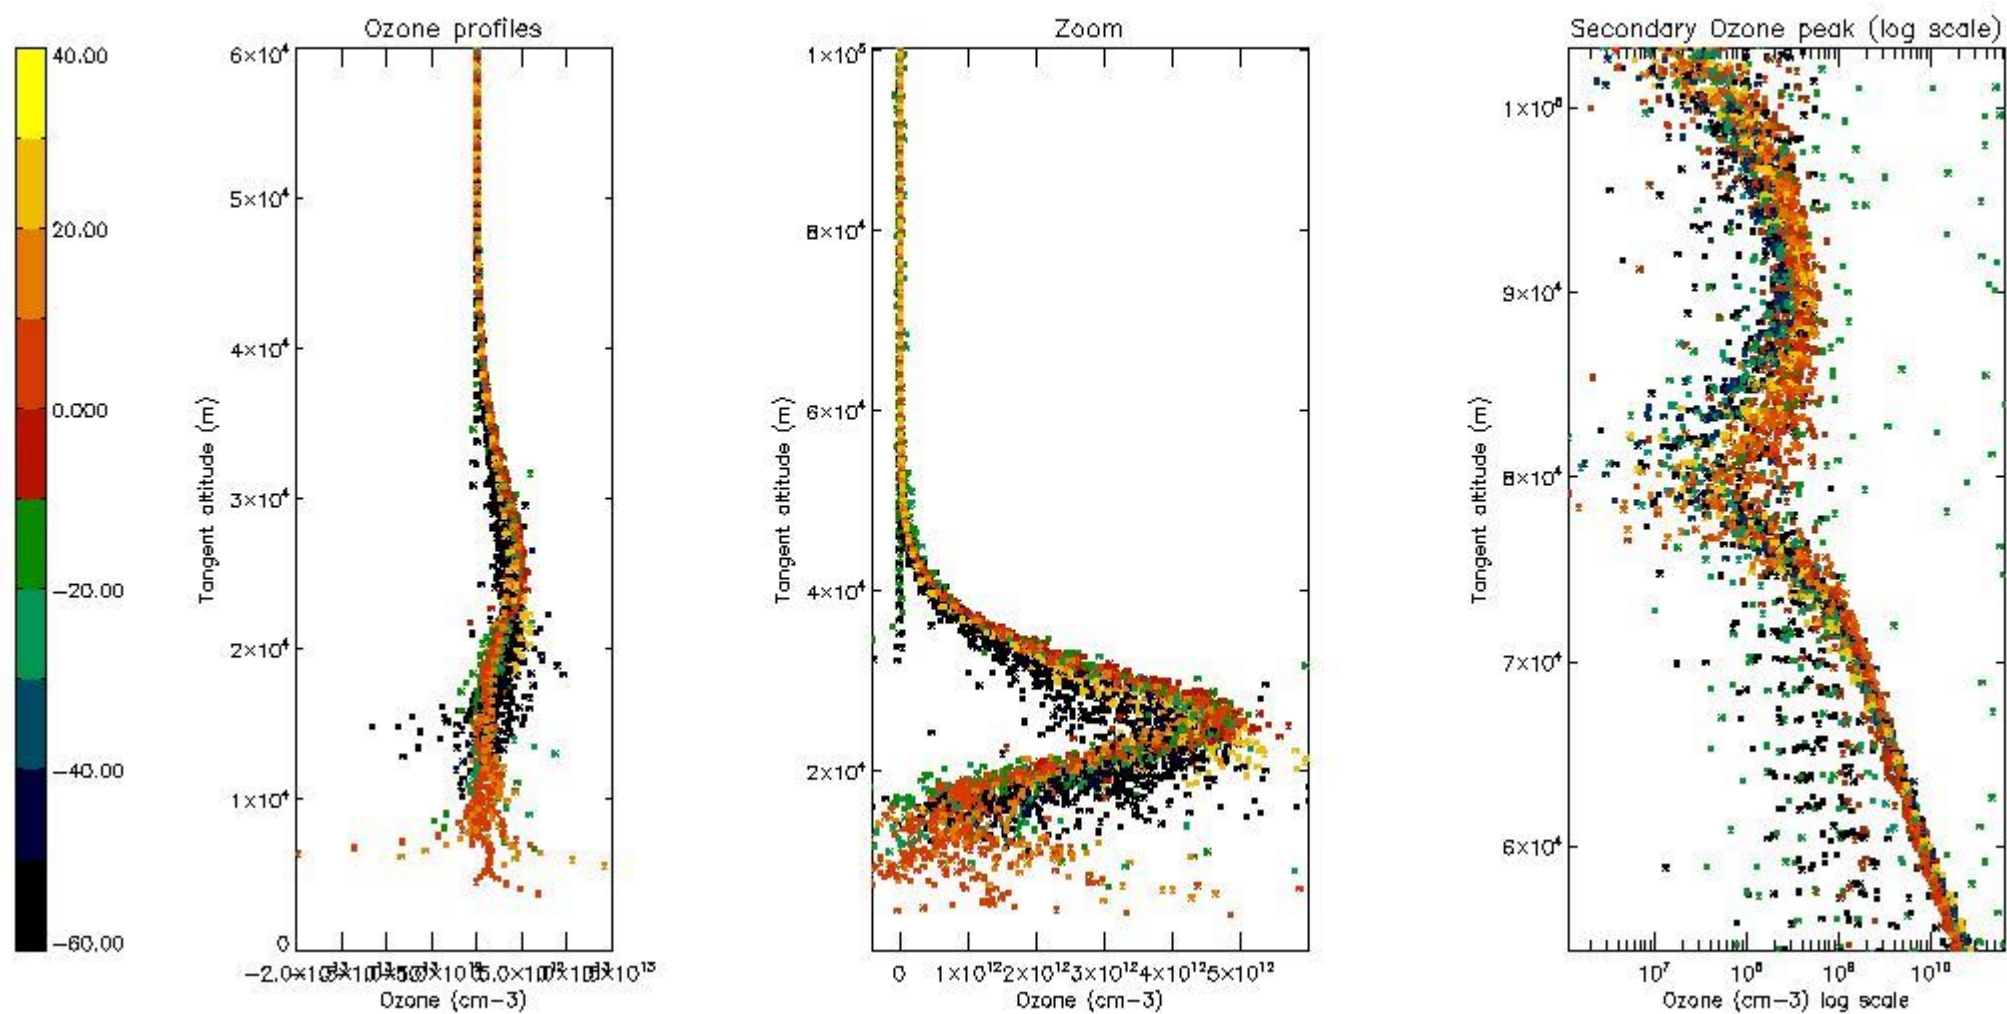 Ozone profiles
Zoom
Secondary Ozone peak (log scale)
40.00
20.00
0.000
−20.00
−40.00
−60.00
6×10⁴
5×10⁴
4×10⁴
3×10⁴
2×10⁴
1×10⁴
0
Tangent altitude (m)
Ozone (cm−3)
1×10⁵
8×10⁴
6×10⁴
4×10⁴
2×10⁴
Tangent altitude (m)
0 1×10¹² 2×10¹² 3×10¹² 4×10¹² 5×10¹²
Ozone (cm−3)
1×10⁵
9×10⁴
8×10⁴
7×10⁴
6×10⁴
Tangent altitude (m)
10⁷ 10⁸ 10⁹ 10¹⁰
Ozone (cm−3) log scale